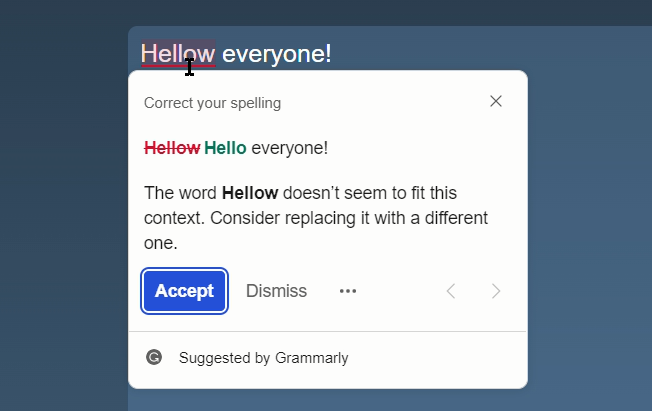 Hellow everyone!
Correct your spelling
Hellow Hello everyone!
The word Hellow doesn’t seem to fit this
context. Consider replacing it with a different
one.
Accept Dismiss
Suggested by Grammarly